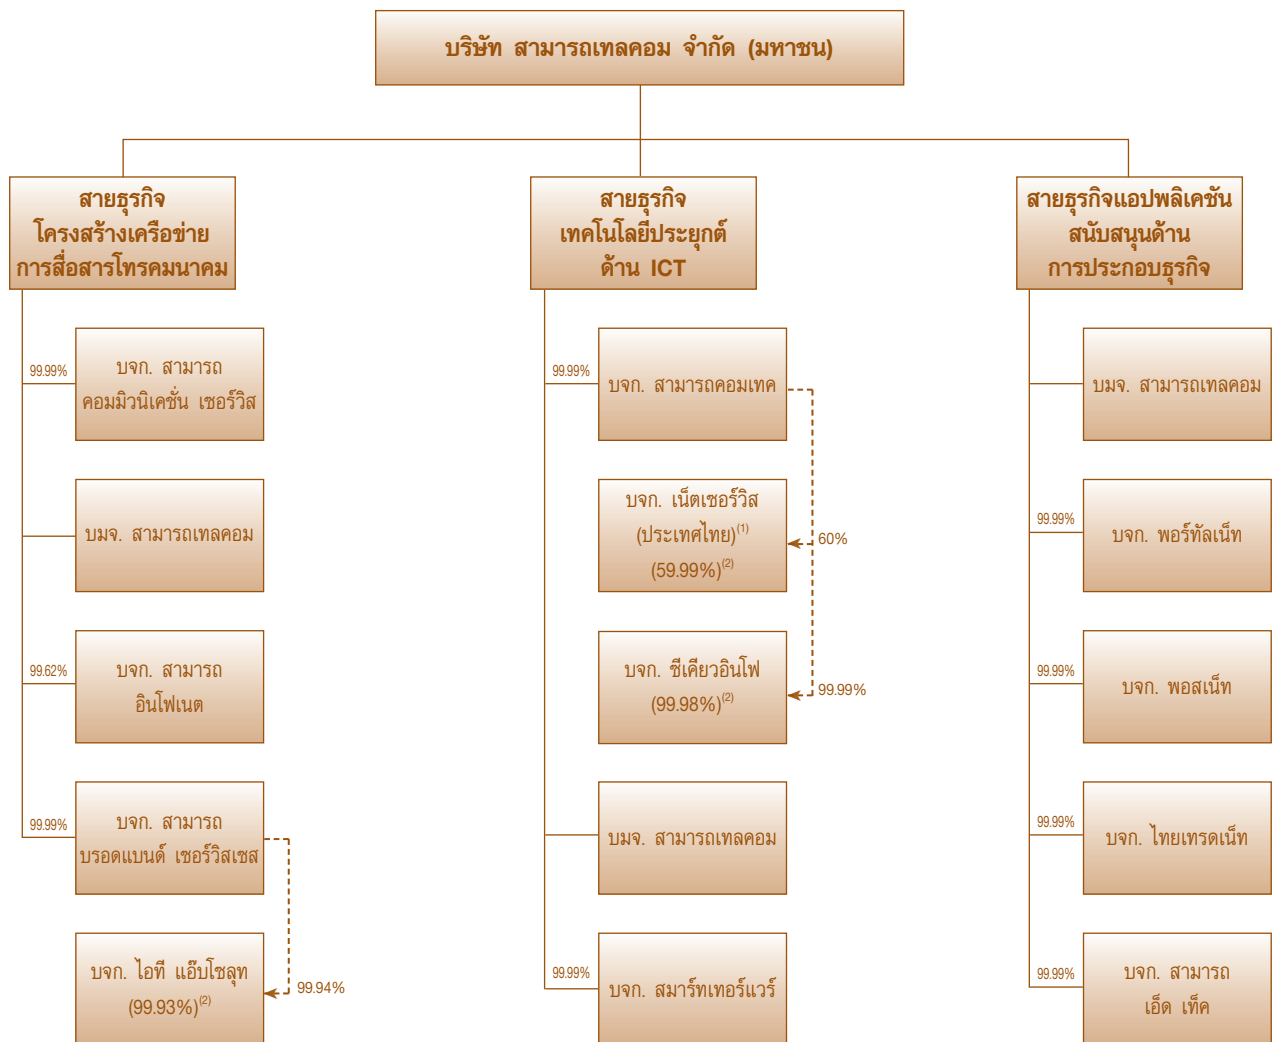 บริษัท สามารถเทลคอม จำกัด (มหาชน)
สายธุรกิจ
โครงสร้างเครือข่าย
การสื่อสารโทรคมนาคม
99.99%
บจก. สามารถ
คอมมิวนิเคชั่น เซอร์วิส
บมจ. สามารถเทลคอม
99.62%
บจก. สามารถ
อินโฟเนต
99.99%
บจก. สามารถ
บรอดแบนด์ เซอร์วิสเซส
บจก. ไอที แอ๊บโซลุท
(99.93%)(2)
99.94%
สายธุรกิจ
เทคโนโลยีประยุกต์
ด้าน ICT
99.99%
บจก. สามารถคอมเทค
บจก. เน็ตเซอร์วิส
(ประเทศไทย)(1)
(59.99%)(2)
60%
บจก. ซีเคียวอินโฟ
(99.98%)(2)
99.99%
บมจ. สามารถเทลคอม
99.99%
บจก. สมาร์ทเทอร์แวร์
สายธุรกิจแอปพลิเคชัน
สนับสนุนด้าน
การประกอบธุรกิจ
บมจ. สามารถเทลคอม
99.99%
บจก. พอร์ทัลเน็ท
99.99%
บจก. พอสเน็ท
99.99%
บจก. ไทยเทรดเน็ท
99.99%
บจก. สามารถ
เอ็ด เท็ค